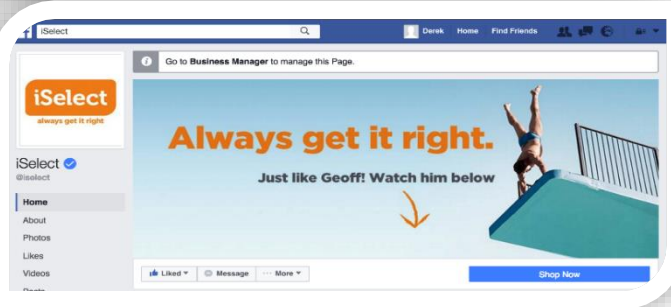 iSelect
Derek Home Find Friends
Go to Business Manager to manage this Page.
iSelect
always get it right
Always get it right.
Just like Geoff! Watch him below
iSelect
@iselect
Home
About
Photos
Likes
Videos
Liked Message ··· More Shop Now